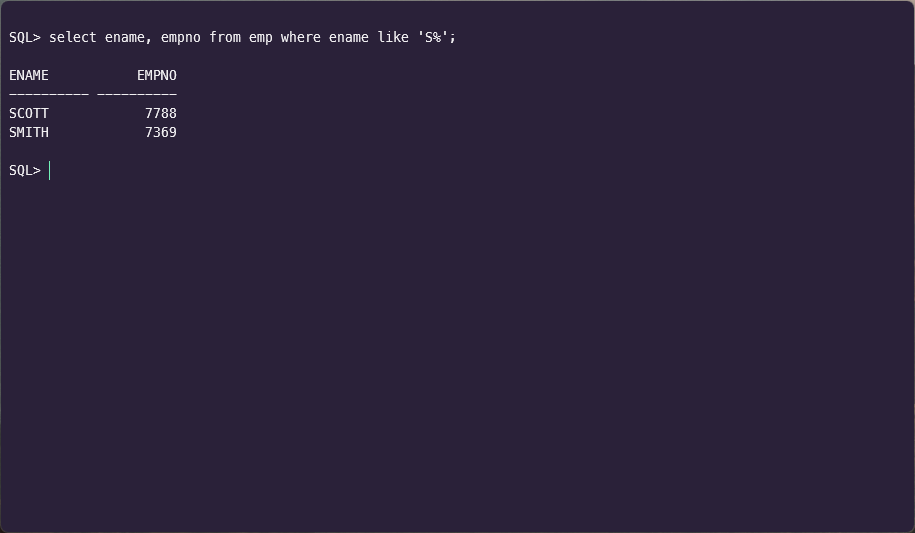 SQL> select ename, empno from emp where ename like 'S%';
ENAME           EMPNO
---------- ----------
SCOTT            7788
SMITH            7369
SQL>